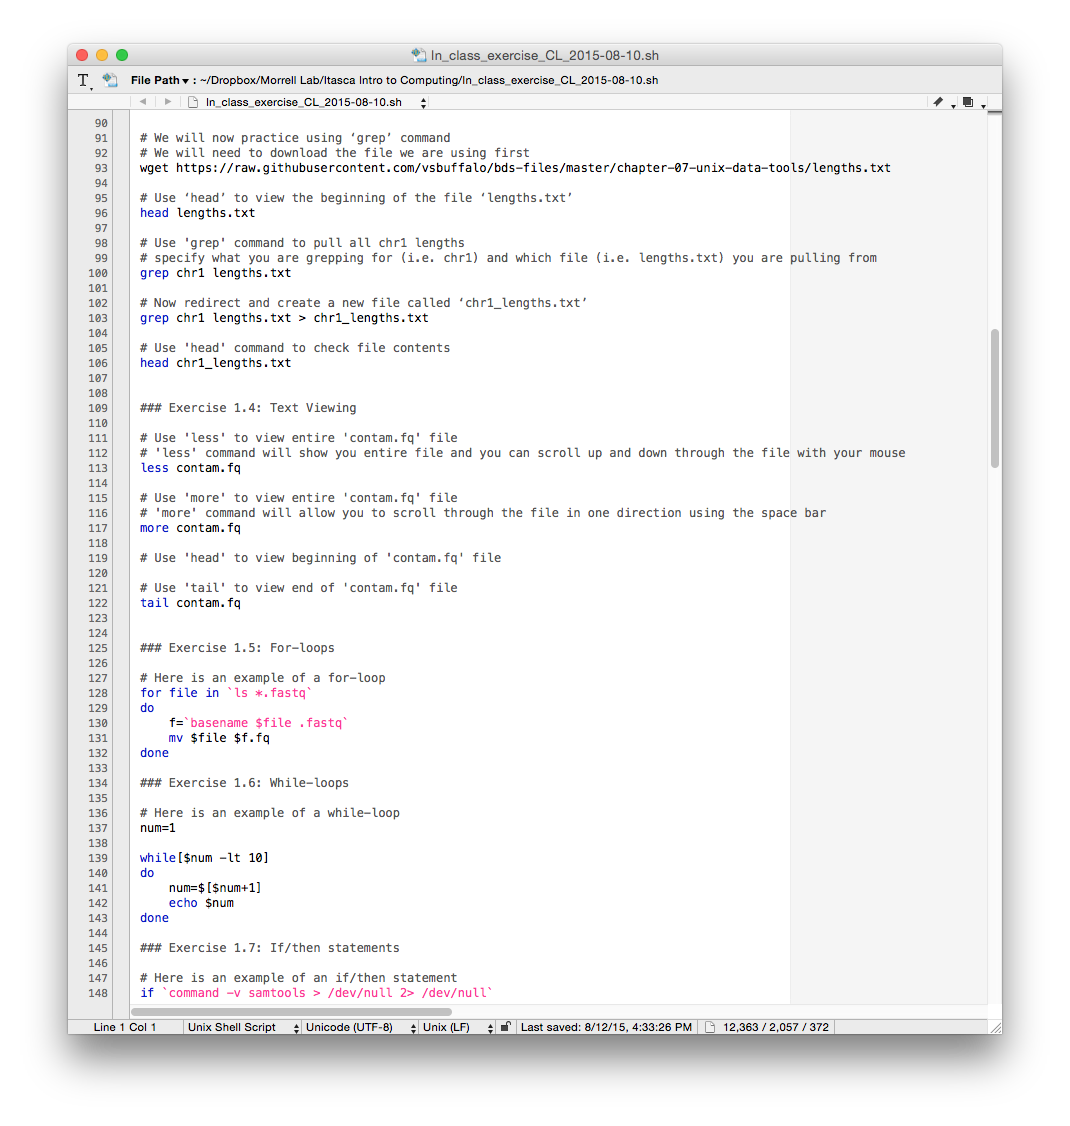 In_class_exercise_CL_2015-08-10.sh
T. File Path ▾ : ~/Dropbox/Morrell Lab/Itasca Intro to Computing/In_class_exercise_CL_2015-08-10.sh
In_class_exercise_CL_2015-08-10.sh
90
91 # We will now practice using ‘grep’ command
92 # We will need to download the file we are using first
93 wget https://raw.githubusercontent.com/vsbuffalo/bds-files/master/chapter-07-unix-data-tools/lengths.txt
94
95 # Use ‘head’ to view the beginning of the file ‘lengths.txt’
96 head lengths.txt
97
98 # Use 'grep' command to pull all chr1 lengths
99 # specify what you are grepping for (i.e. chr1) and which file (i.e. lengths.txt) you are pulling from
100 grep chr1 lengths.txt
101
102 # Now redirect and create a new file called ‘chr1_lengths.txt’
103 grep chr1 lengths.txt > chr1_lengths.txt
104
105 # Use 'head' command to check file contents
106 head chr1_lengths.txt
107
108
109 ### Exercise 1.4: Text Viewing
110
111 # Use 'less' to view entire 'contam.fq' file
112 # 'less' command will show you entire file and you can scroll up and down through the file with your mouse
113 less contam.fq
114
115 # Use 'more' to view entire 'contam.fq' file
116 # 'more' command will allow you to scroll through the file in one direction using the space bar
117 more contam.fq
118
119 # Use 'head' to view beginning of 'contam.fq' file
120
121 # Use 'tail' to view end of 'contam.fq' file
122 tail contam.fq
123
124
125 ### Exercise 1.5: For-loops
126
127 # Here is an example of a for-loop
128 for file in `ls *.fastq`
129 do
130     f=`basename $file .fastq`
131     mv $file $f.fq
132 done
133
134 ### Exercise 1.6: While-loops
135
136 # Here is an example of a while-loop
137 num=1
138
139 while[$num -lt 10]
140 do
141     num=$[$num+1]
142     echo $num
143 done
144
145 ### Exercise 1.7: If/then statements
146
147 # Here is an example of an if/then statement
148 if `command -v samtools > /dev/null 2> /dev/null`
Line 1 Col 1 Unix Shell Script Unicode (UTF-8) Unix (LF) Last saved: 8/12/15, 4:33:26 PM 12,363 / 2,057 / 372